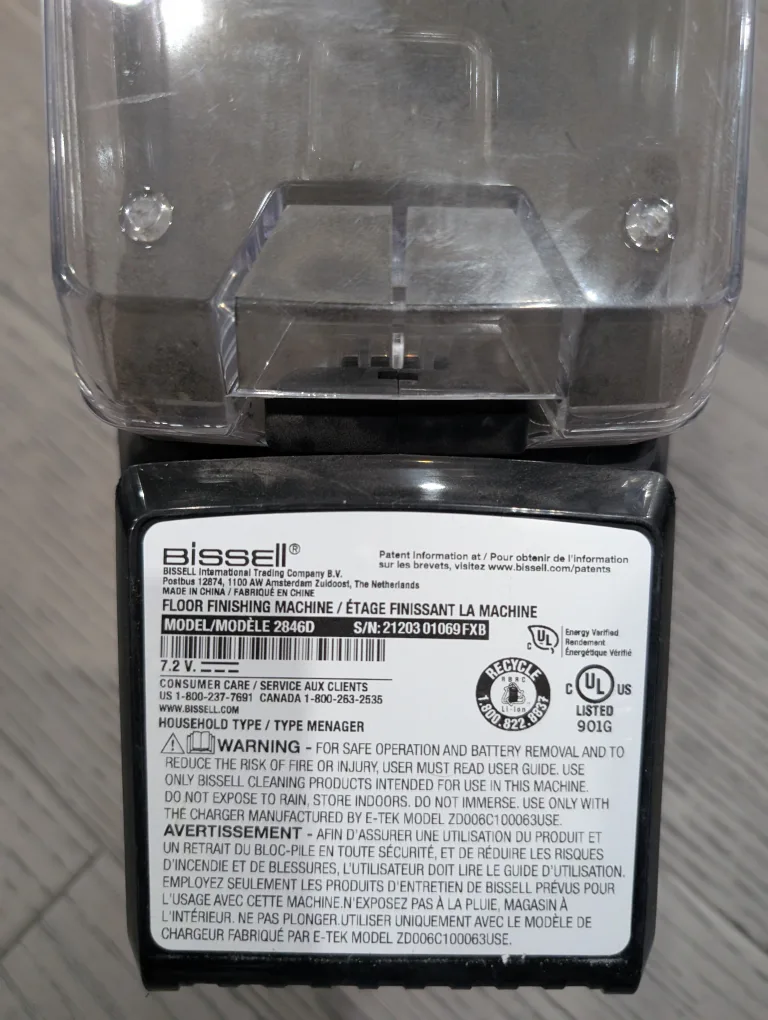 BISSELL®
Patent Information at / Pour obtenir de l'information
sur les brevets, visitez www.bissell.com/patents
BISSELL International Trading Company B.V.
Postbus 12874, 1100 AW Amsterdam Zuidoost, The Netherlands
MADE IN CHINA / FABRIQUÉ EN CHINE
FLOOR FINISHING MACHINE / ÉTAGE FINISSANT LA MACHINE
MODEL/MODÈLE 2846D S/N: 21203 01069 FXB
C UL
Energy Verified
Rendement
Énergétique Vérifié
7.2 V.
CONSUMER CARE / SERVICE AUX CLIENTS
US 1-800-237-7691 CANADA 1-800-263-2535
WWW.BISSELL.COM
RECYCLE
RBRC
Li-ion
1.800.822.8837
C UL US
LISTED
901G
HOUSEHOLD TYPE / TYPE MENAGER
WARNING - FOR SAFE OPERATION AND BATTERY REMOVAL AND TO
REDUCE THE RISK OF FIRE OR INJURY, USER MUST READ USER GUIDE. USE
ONLY BISSELL CLEANING PRODUCTS INTENDED FOR USE IN THIS MACHINE.
DO NOT EXPOSE TO RAIN, STORE INDOORS. DO NOT IMMERSE. USE ONLY WITH
THE CHARGER MANUFACTURED BY E-TEK MODEL ZD006C100063USE.
AVERTISSEMENT - AFIN D'ASSURER UNE UTILISATION DU PRODUIT ET
UN RETRAIT DU BLOC-PILE EN TOUTE SÉCURITÉ, ET DE RÉDUIRE LES RISQUES
D'INCENDIE ET DE BLESSURES, L'UTILISATEUR DOIT LIRE LE GUIDE D'UTILISATION.
EMPLOYEZ SEULEMENT LES PRODUITS D'ENTRETIEN DE BISSELL PRÉVUS POUR
L'USAGE AVEC CETTE MACHINE.N'EXPOSEZ PAS À LA PLUIE, MAGASIN À
L'INTÉRIEUR. NE PAS PLONGER.UTILISER UNIQUEMENT AVEC LE MODÈLE DE
CHARGEUR FABRIQUÉ PAR E-TEK MODEL ZD006C100063USE.